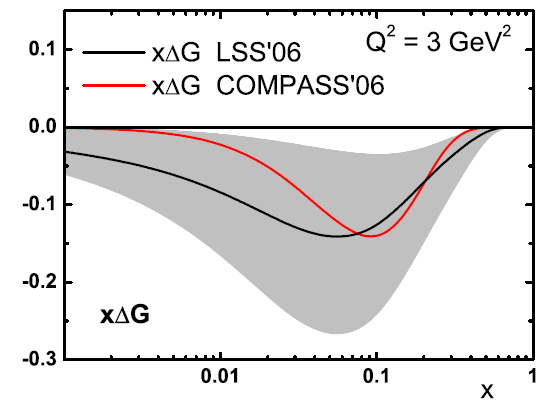 0.1
0.0
-0.1
-0.2
-0.3
xΔG LSS'06
xΔG COMPASS'06
Q² = 3 GeV²
xΔG
0.01 0.1 1
x